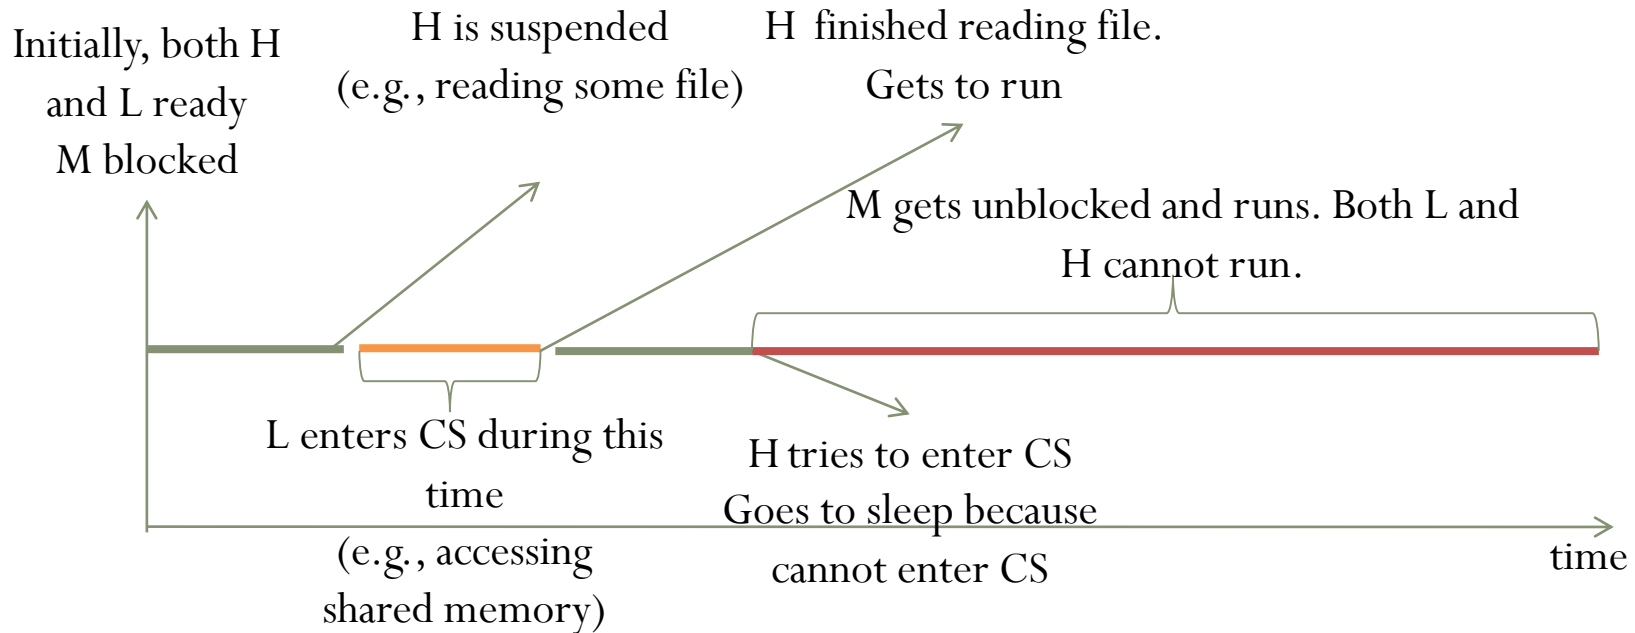 Initially, both H
and L ready
M blocked
H is suspended
(e.g., reading some file)
H finished reading file.
Gets to run
M gets unblocked and runs. Both L and
H cannot run.
L enters CS during this
time
(e.g., accessing
shared memory)
H tries to enter CS
Goes to sleep because
cannot enter CS
time